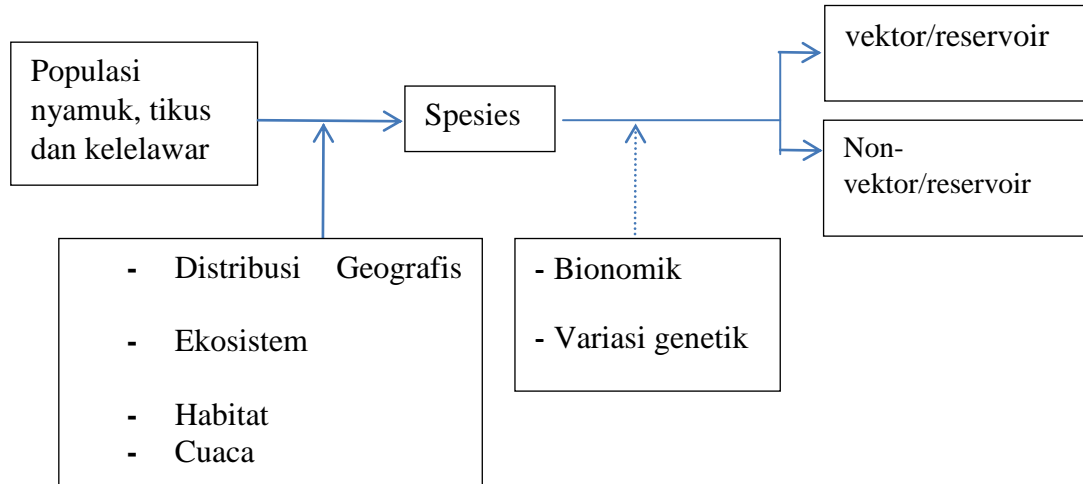 Populasi
nyamuk, tikus
dan kelelawar
Spesies
vektor/reservoir
Non-
vektor/reservoir
- Distribusi Geografis
- Ekosistem
- Habitat
- Cuaca
- Bionomik
- Variasi genetik